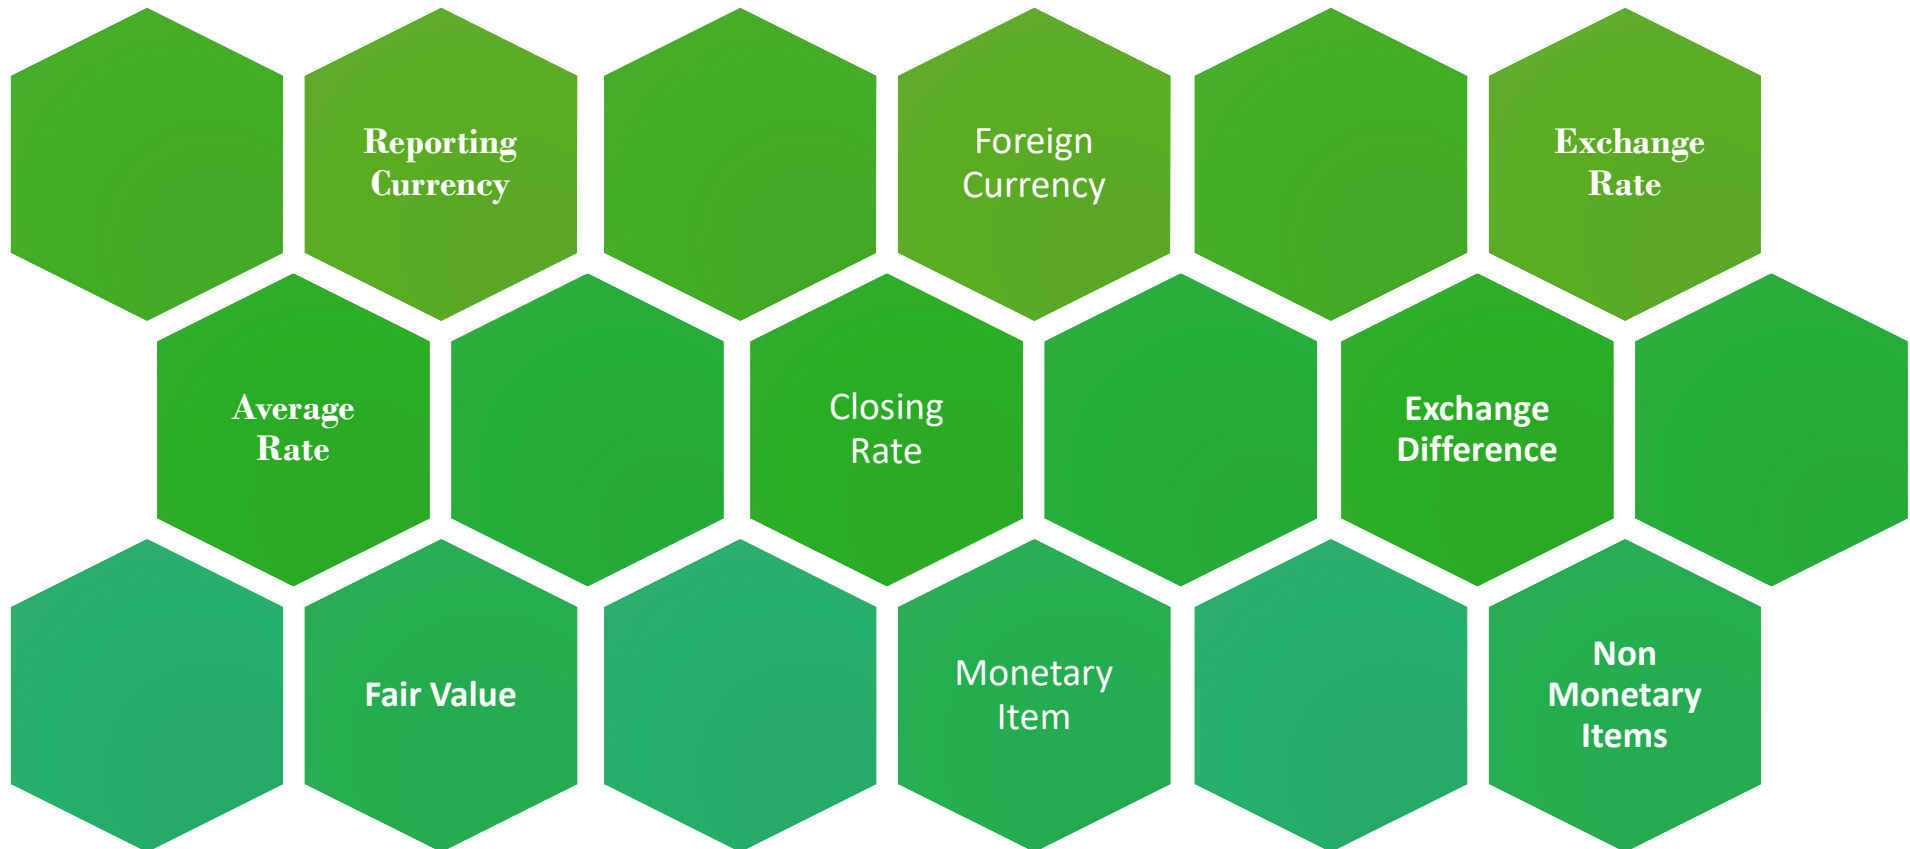 Reporting
Currency
Foreign
Currency
Exchange
Rate
Average
Rate
Closing
Rate
Exchange
Difference
Fair Value
Monetary
Item
Non
Monetary
Items